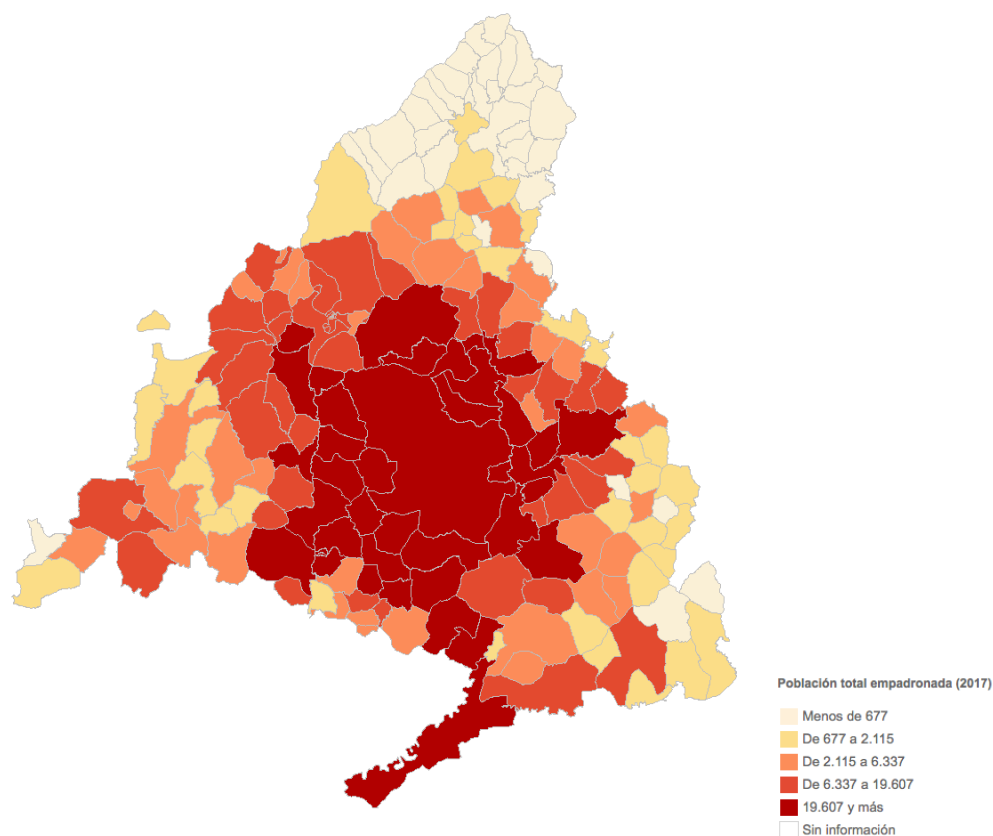 Población total empadronada (2017)
Menos de 677
De 677 a 2.115
De 2.115 a 6.337
De 6.337 a 19.607
19.607 y más
Sin información